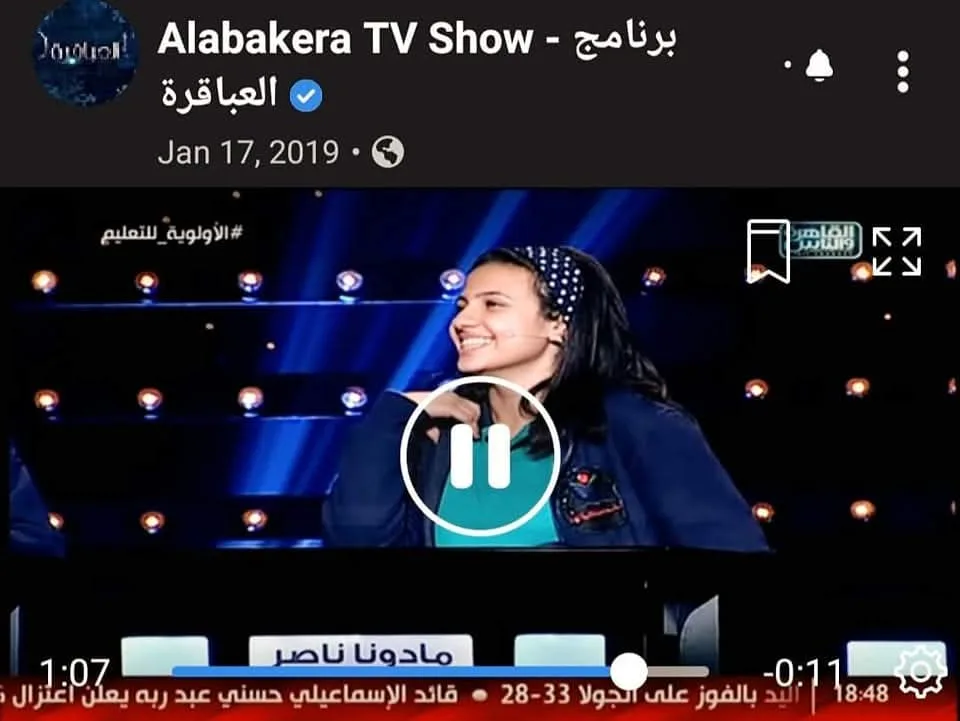 Alabakera TV Show - برنامج
العباقرة
Jan 17, 2019 •
#الأولوية_للتعليم
القاهرة
والناس
مادونا ناصر
1:07
-0:11
اليد بالفوز على أنجولا 33-28 • قائد الإسماعيلي حسني عبد ربه يعلن اعتزال
18:48